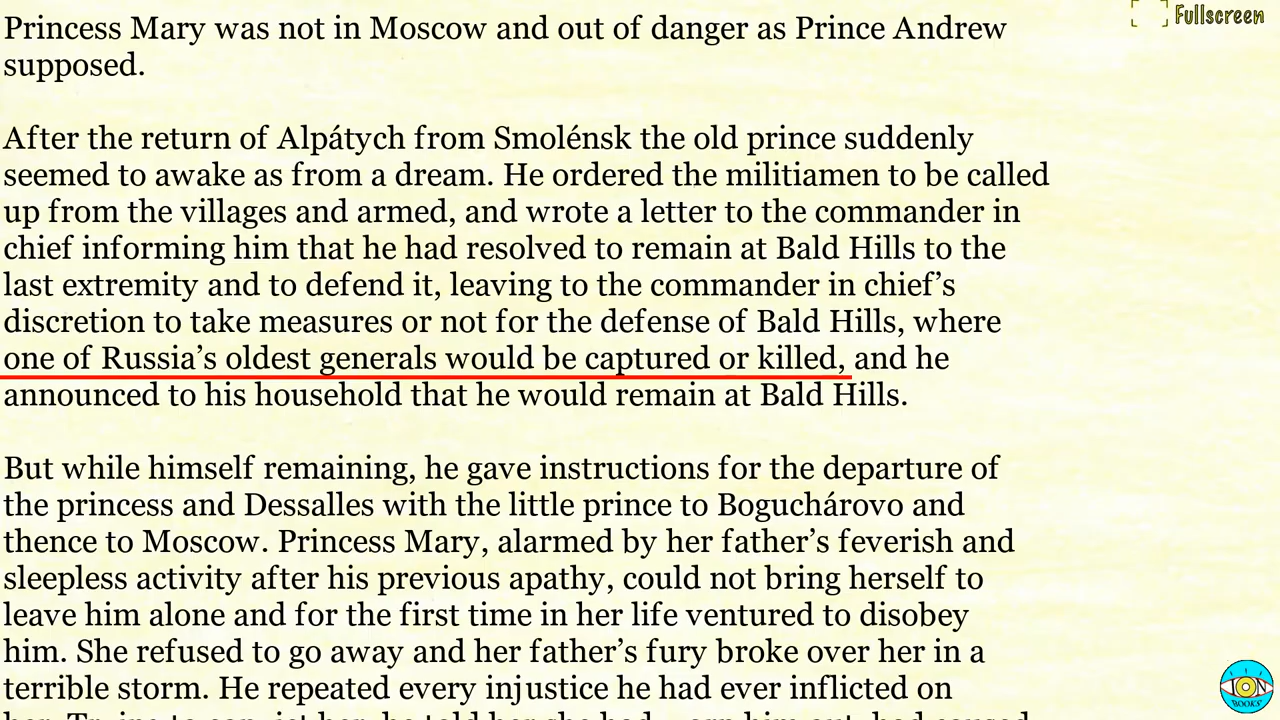 Fullscreen
Princess Mary was not in Moscow and out of danger as Prince Andrew
supposed.
After the return of Alpátych from Smolénsk the old prince suddenly
seemed to awake as from a dream. He ordered the militiamen to be called
up from the villages and armed, and wrote a letter to the commander in
chief informing him that he had resolved to remain at Bald Hills to the
last extremity and to defend it, leaving to the commander in chief’s
discretion to take measures or not for the defense of Bald Hills, where
one of Russia’s oldest generals would be captured or killed, and he
announced to his household that he would remain at Bald Hills.
But while himself remaining, he gave instructions for the departure of
the princess and Dessalles with the little prince to Boguchárovo and
thence to Moscow. Princess Mary, alarmed by her father’s feverish and
sleepless activity after his previous apathy, could not bring herself to
leave him alone and for the first time in her life ventured to disobey
him. She refused to go away and her father’s fury broke over her in a
terrible storm. He repeated every injustice he had ever inflicted on
ION
BOOKS